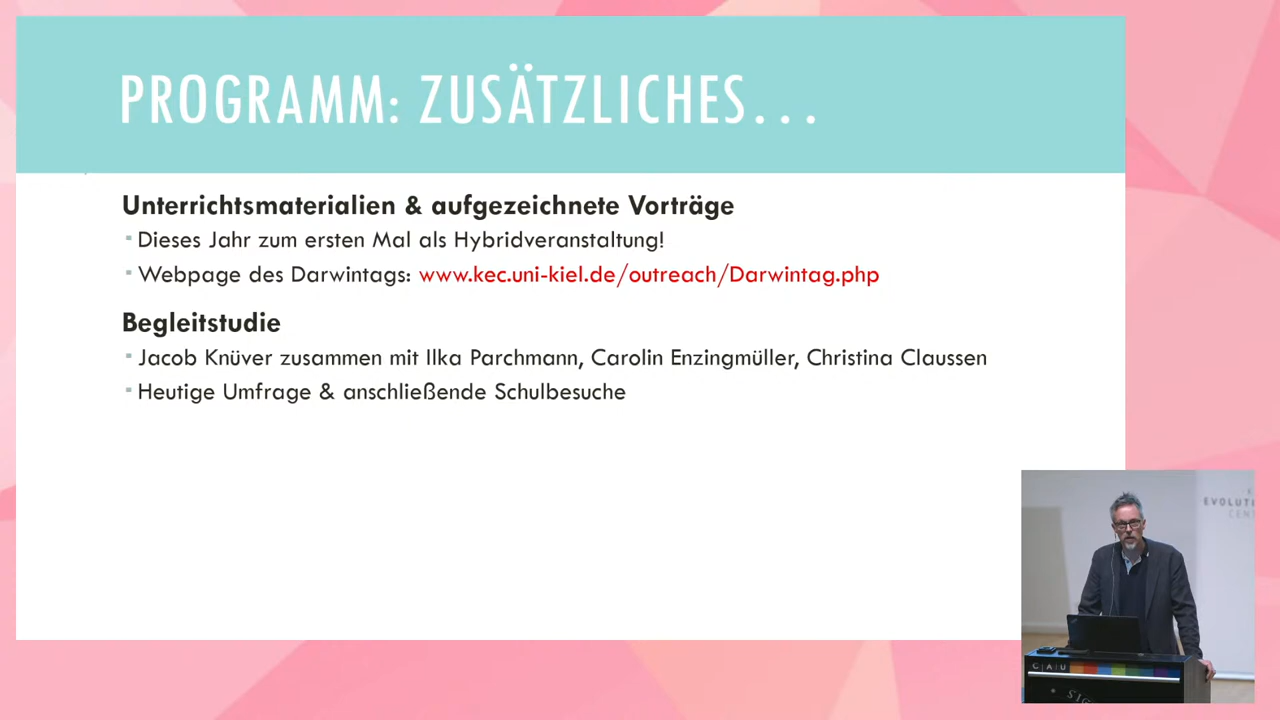 PROGRAMM: ZUSÄTZLICHES...
Unterrichtsmaterialien & aufgezeichnete Vorträge
Dieses Jahr zum ersten Mal als Hybridveranstaltung!
Webpage des Darwintags: www.kec.uni-kiel.de/outreach/Darwintag.php
Begleitstudie
Jacob Knüver zusammen mit Ilka Parchmann, Carolin Enzingmüller, Christina Claussen
Heutige Umfrage & anschließende Schulbesuche
K
EVOLUTI
CENT
C|A|U
SIG